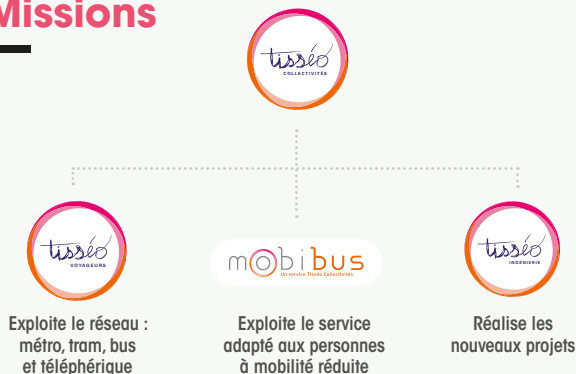 Missions
tisséo
COLLECTIVITÉS
tisséo
VOYAGEURS
mobibus
Un service Tisséo Collectivités
tisséo
INGÉNIERIE
Exploite le réseau :
métro, tram, bus
et téléphérique
Exploite le service
adapté aux personnes
à mobilité réduite
Réalise les
nouveaux projets